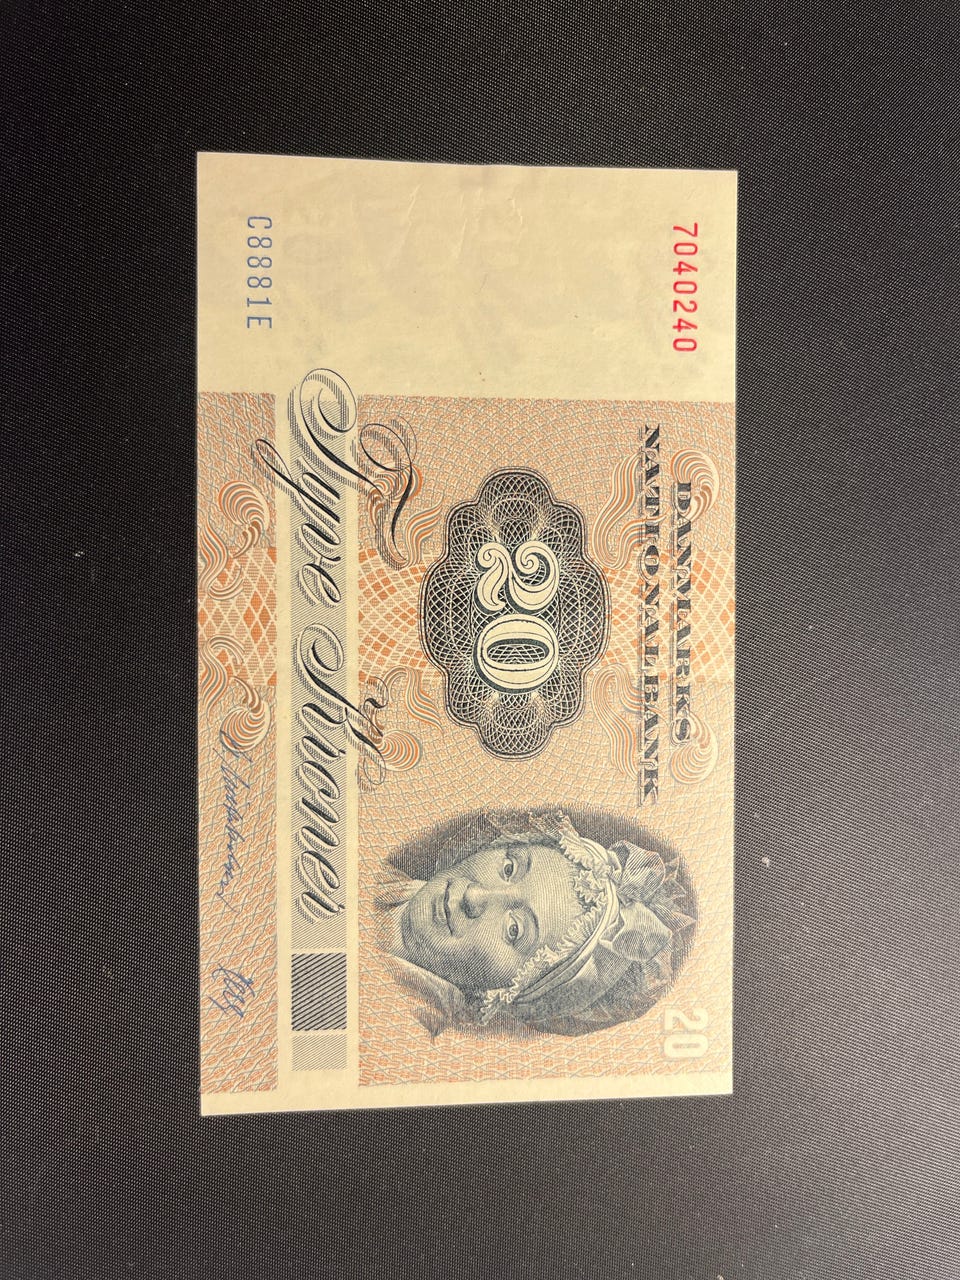 7040240
DANMARKS
NATIONALBANK
20
20
Tyve Kroner
C8881E